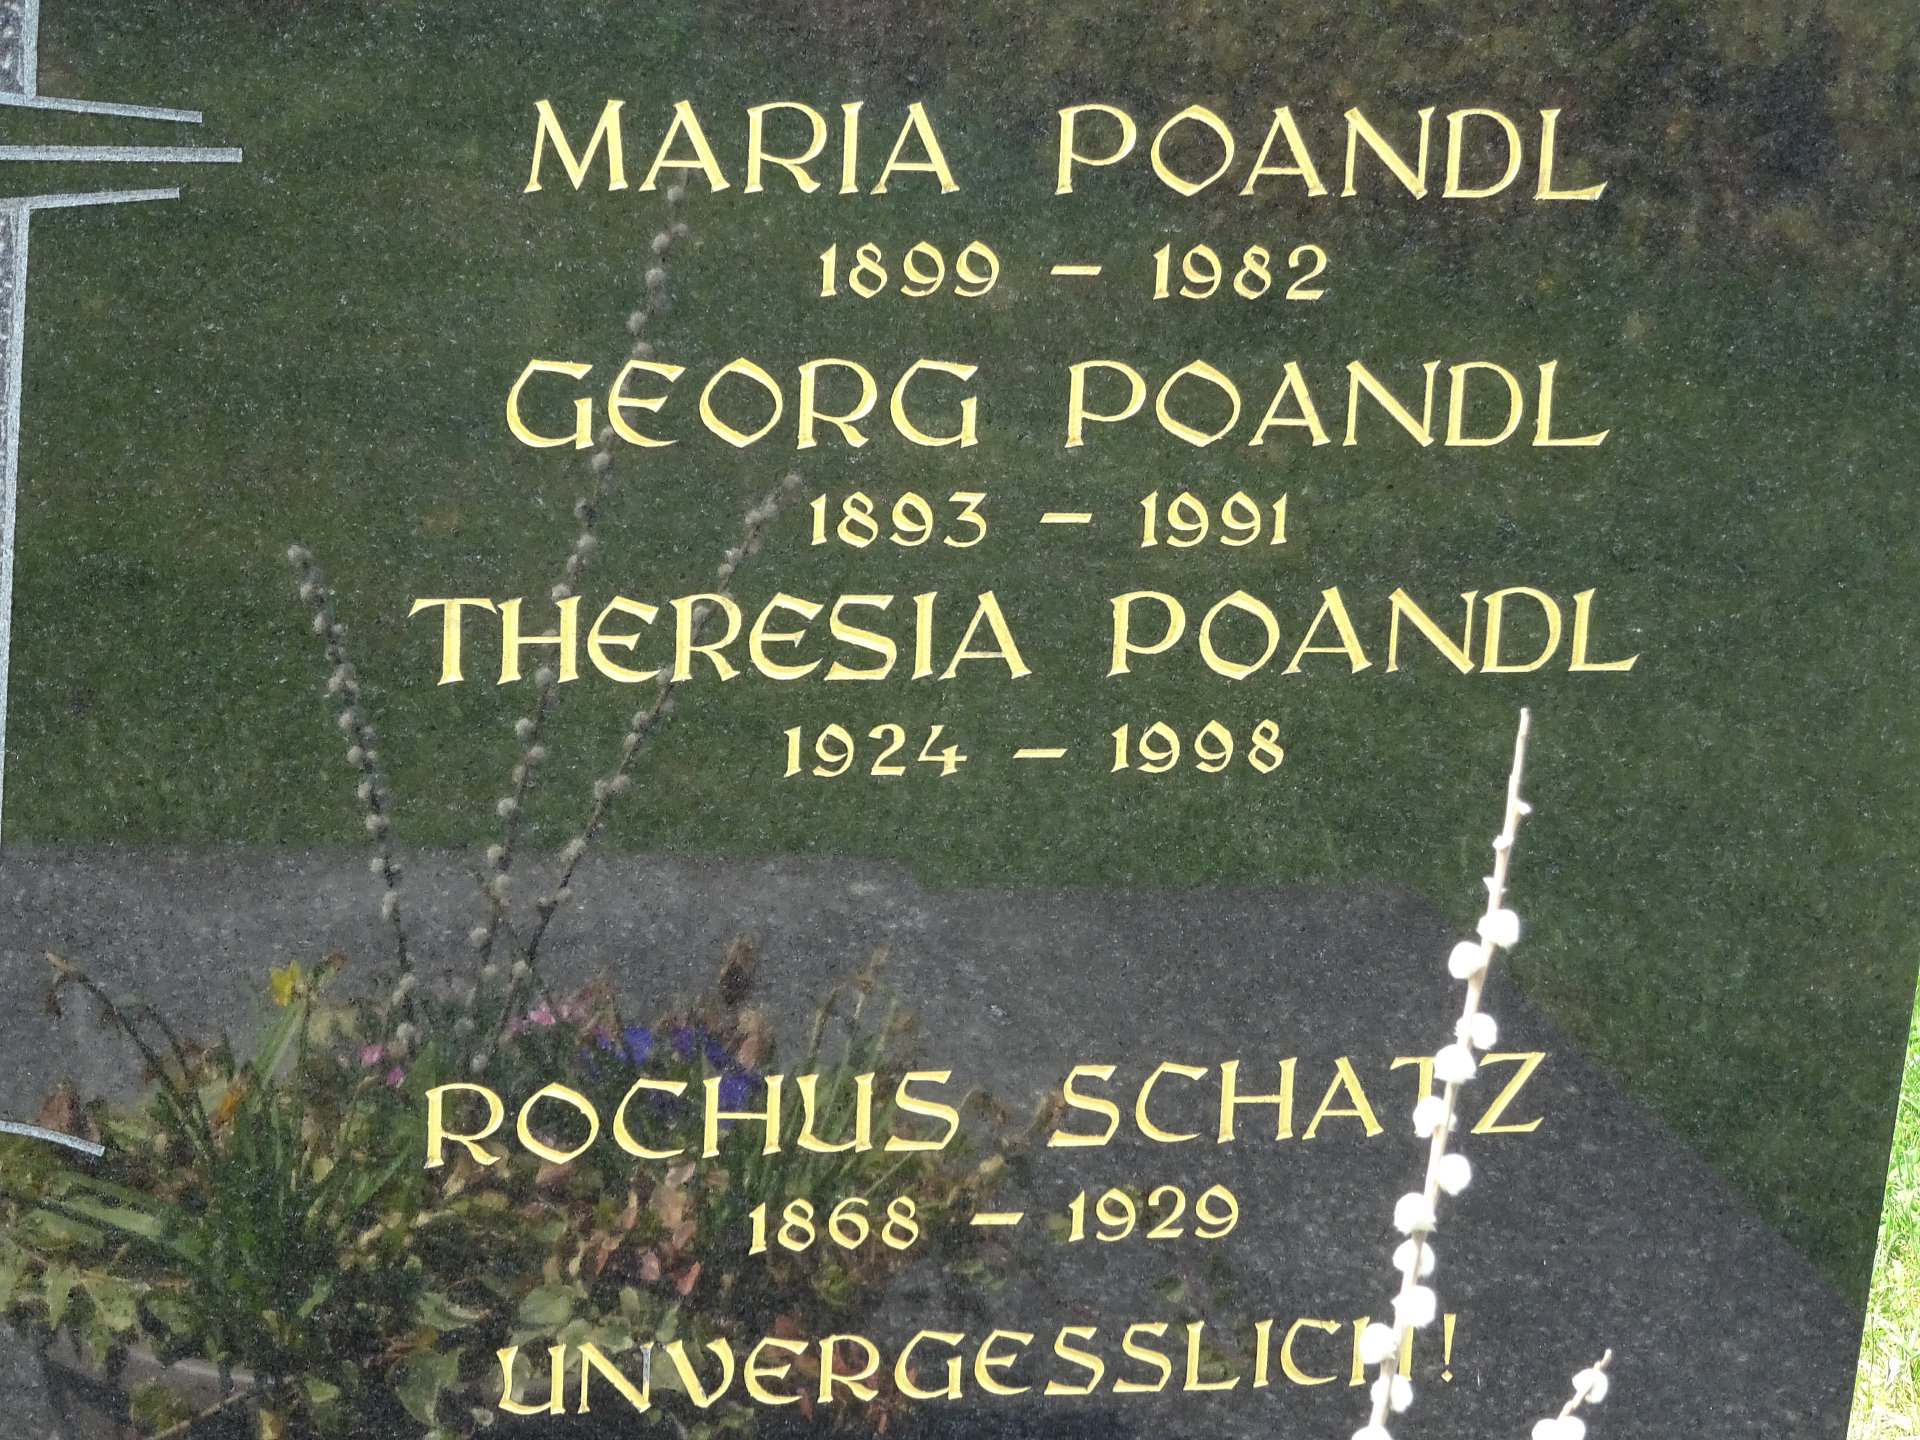 MARIA POANDL
1899 – 1982
GEORG POANDL
1893 – 1991
THERESIA POANDL
1924 – 1998
ROCHUS SCHATZ
1868 – 1929
UNVERGESSLICH!